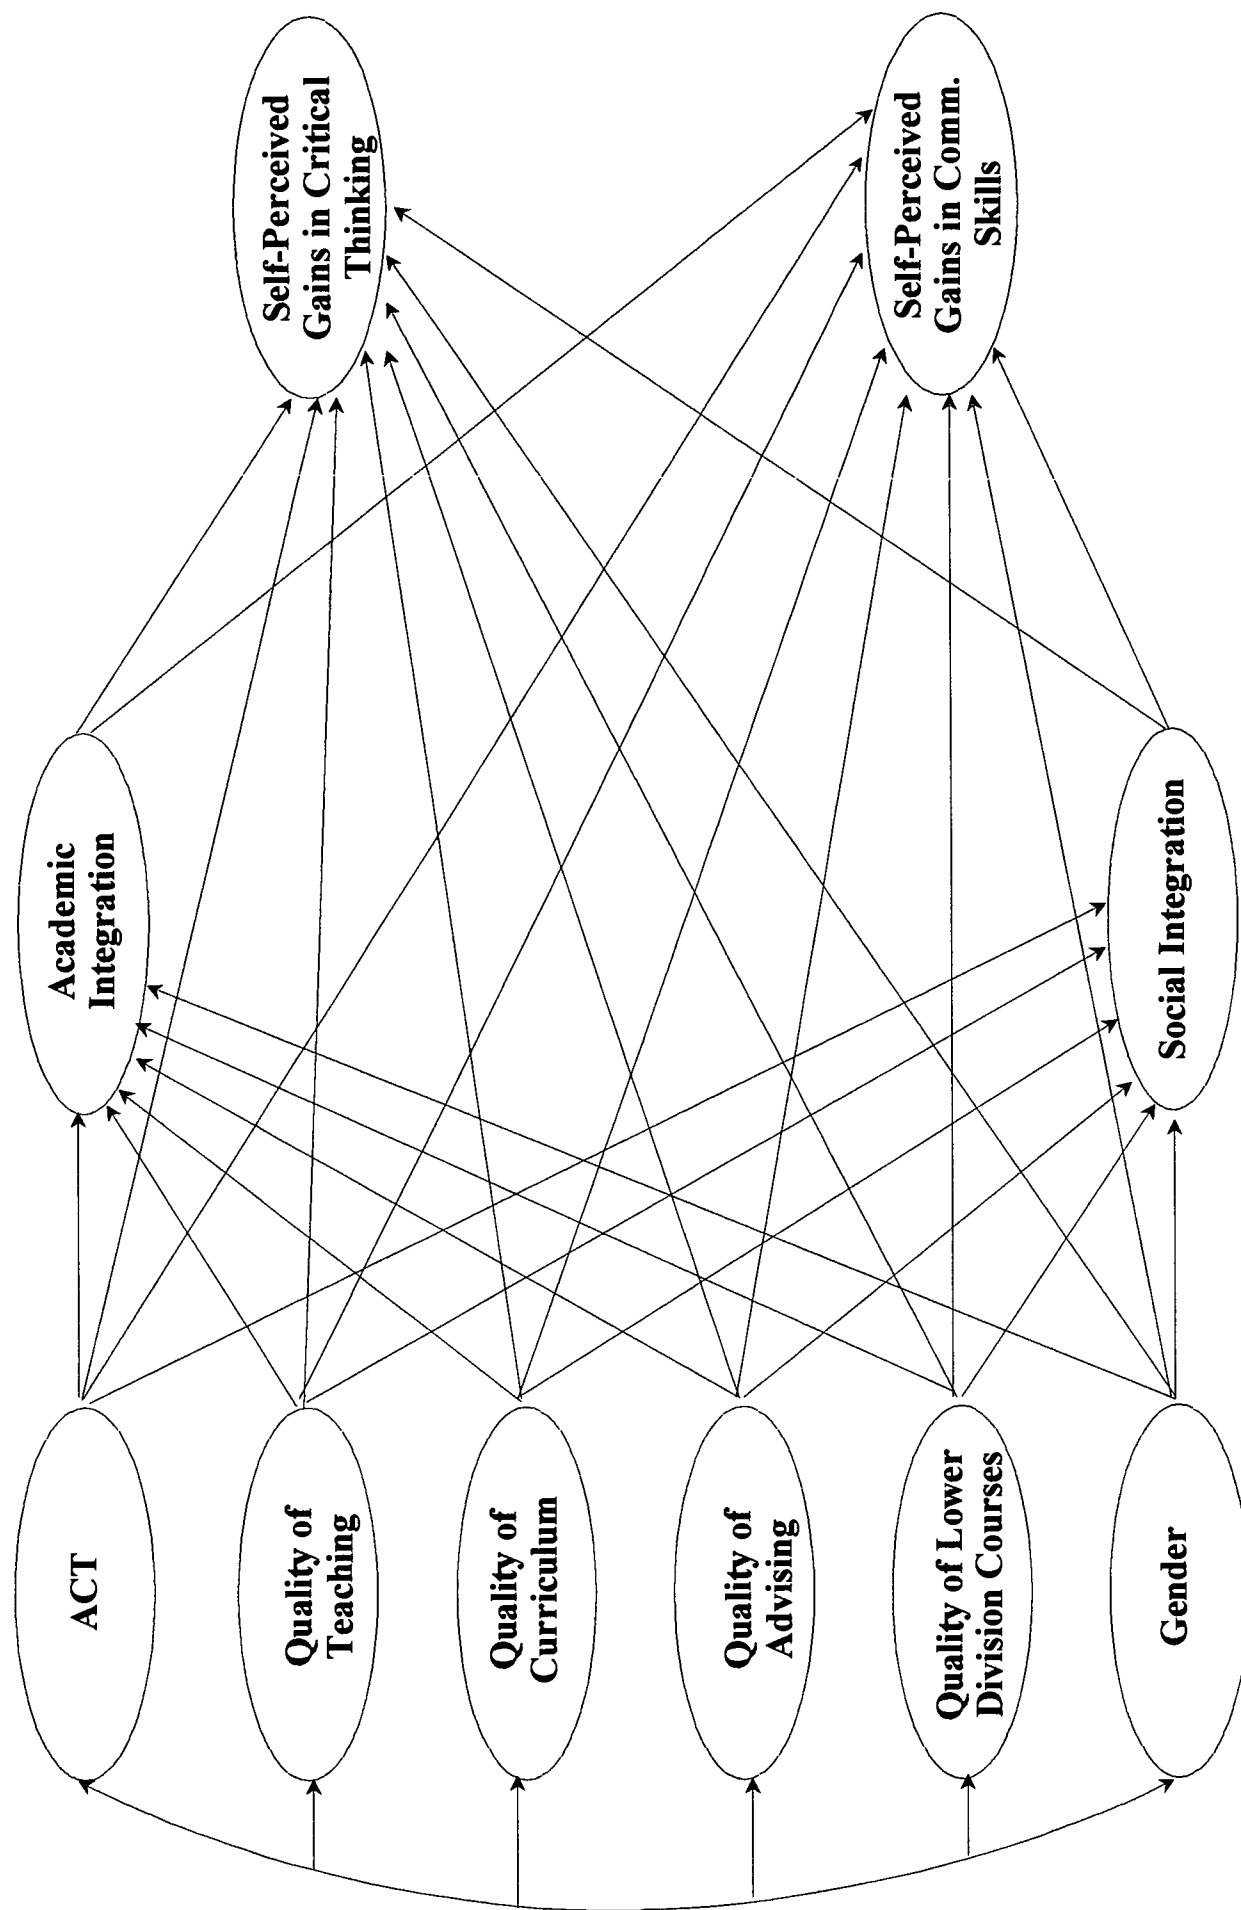 ACT
Quality of
Teaching
Quality of
Curriculum
Quality of
Advising
Quality of Lower
Division Courses
Gender
Academic
Integration
Social Integration
Self-Perceived
Gains in Critical
Thinking
Self-Perceived
Gains in Comm.
Skills